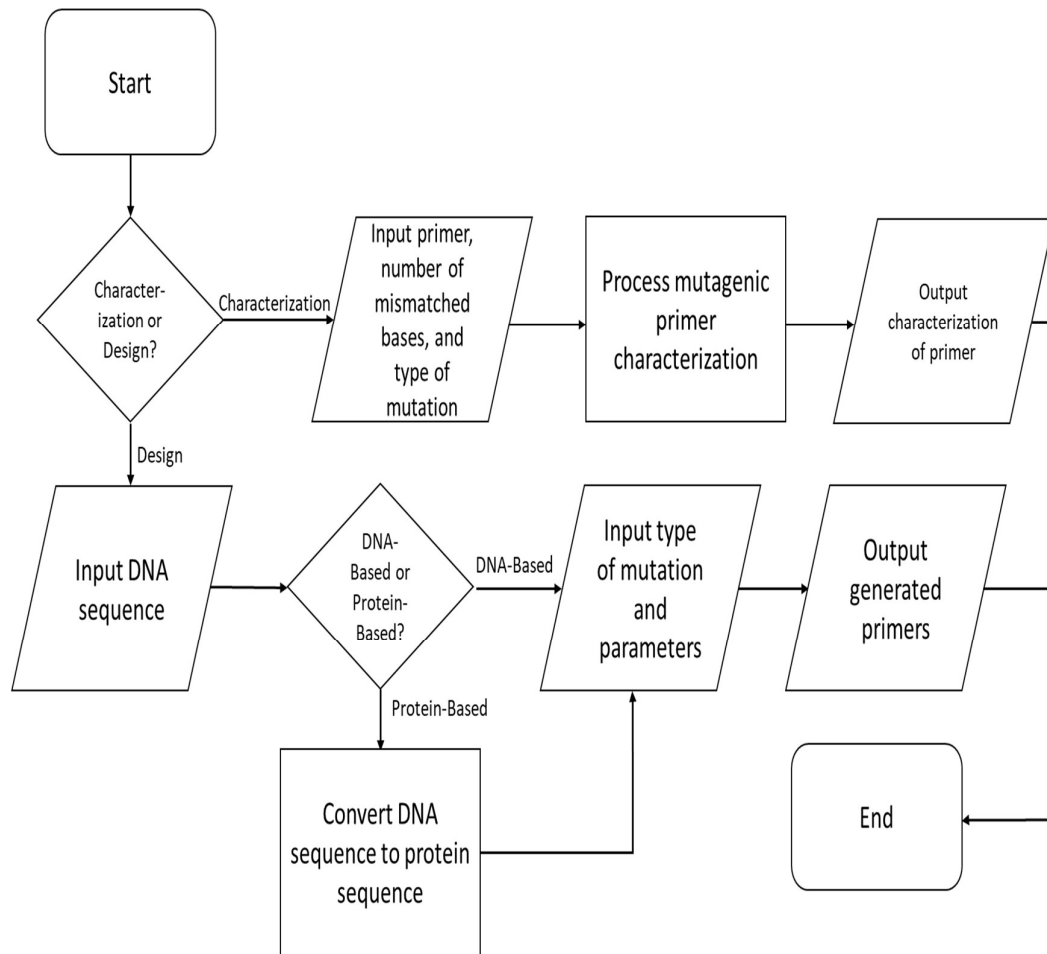 Start
Character-
ization or
Design?
Characterization
Input primer,
number of
mismatched
bases, and
type of
mutation
Process mutagenic
primer
characterization
Output
characterization
of primer
Design
Input DNA
sequence
DNA-
Based or
Protein-
Based?
DNA-Based
Input type
of mutation
and
parameters
Output
generated
primers
Protein-Based
Convert DNA
sequence to protein
sequence
End